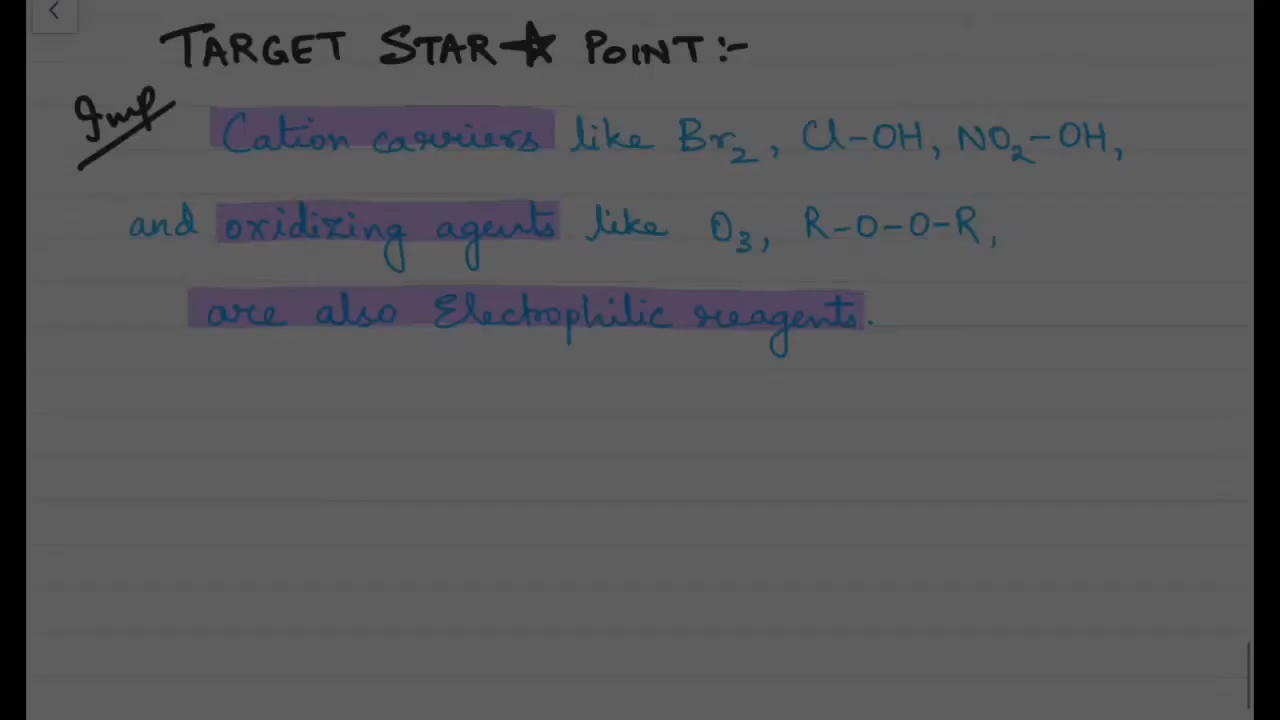 TARGET STAR★ POINT:-
Imp
Cation carriers like Br₂, Cl-OH, NO₂-OH,
and oxidizing agents like O₃, R-O-O-R,
are also Electrophilic reagents.